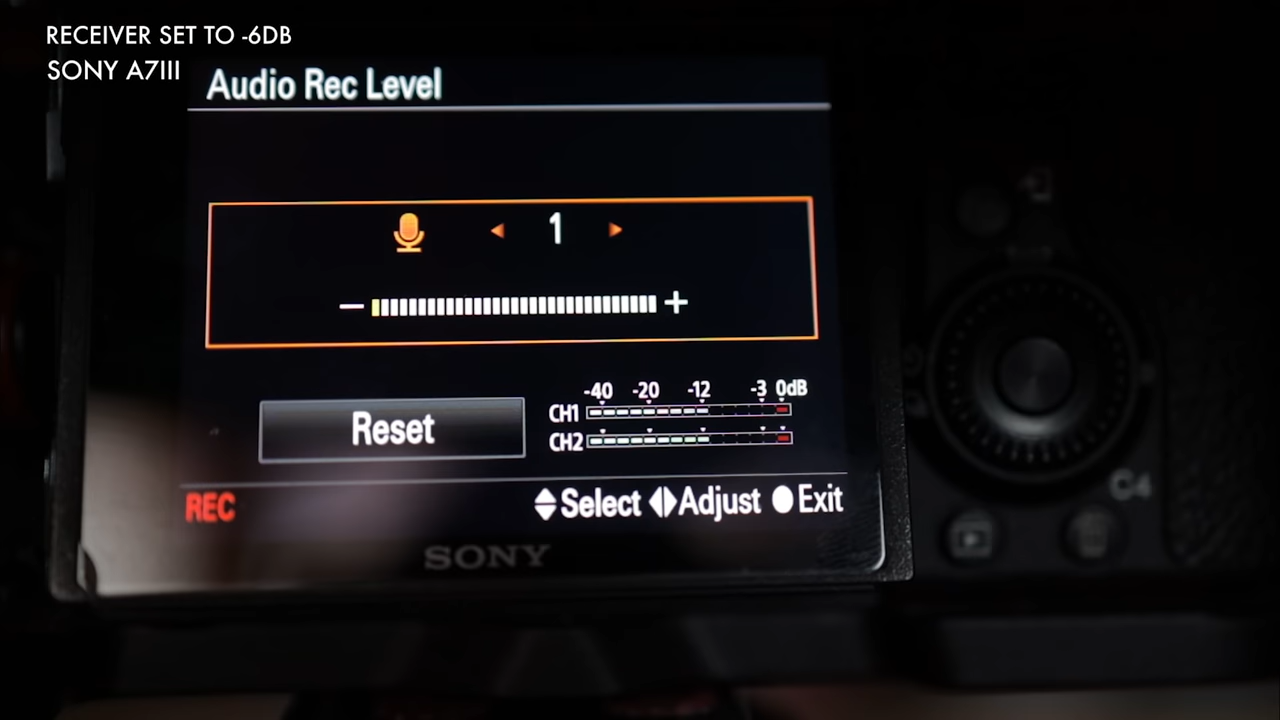 RECEIVER SET TO -6DB
SONY A7III
Audio Rec Level
1
Reset
-40 -20 -12 -3 0dB
CH1
CH2
REC
Select Adjust Exit
SONY
C4